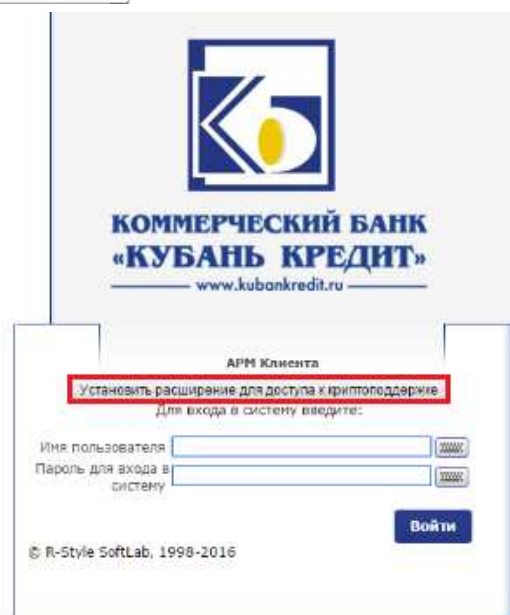 КОММЕРЧЕСКИЙ БАНК
«КУБАНЬ КРЕДИТ»
www.kubankredit.ru
АРМ Клиента
Установить расширение для доступа к криптоподдержке
Для входа в систему введите:
Имя пользователя
Пароль для входа в
систему
Войти
© R-Style SoftLab, 1998-2016